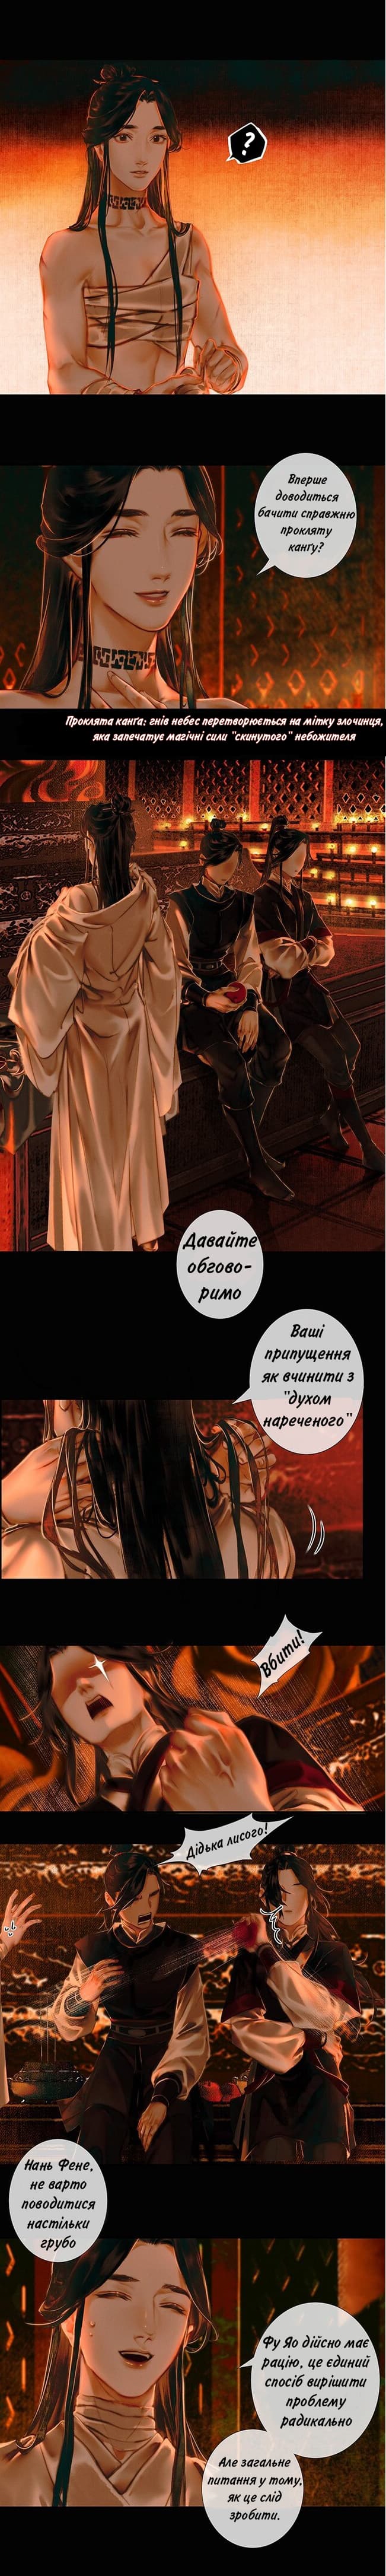 ?
Вперше
доводиться
бачити справжню
прокляту
канґу?
Проклята канґа: гнів небес перетворюється на мітку злочинця,
яка запечатує магічні сили "скинутого" небожителя
Давайте
обгово-
римо
Ваші
припущення
як вчинити з
"духом
нареченого"
Вбити!
Дідька лисого!
Нань Фене,
не варто
поводитися
настільки
грубо
Фу Яо дійсно має
рацію, це єдиний
спосіб вирішити
проблему
радикально
Але загальне
питання у тому,
як це слід
зробити.